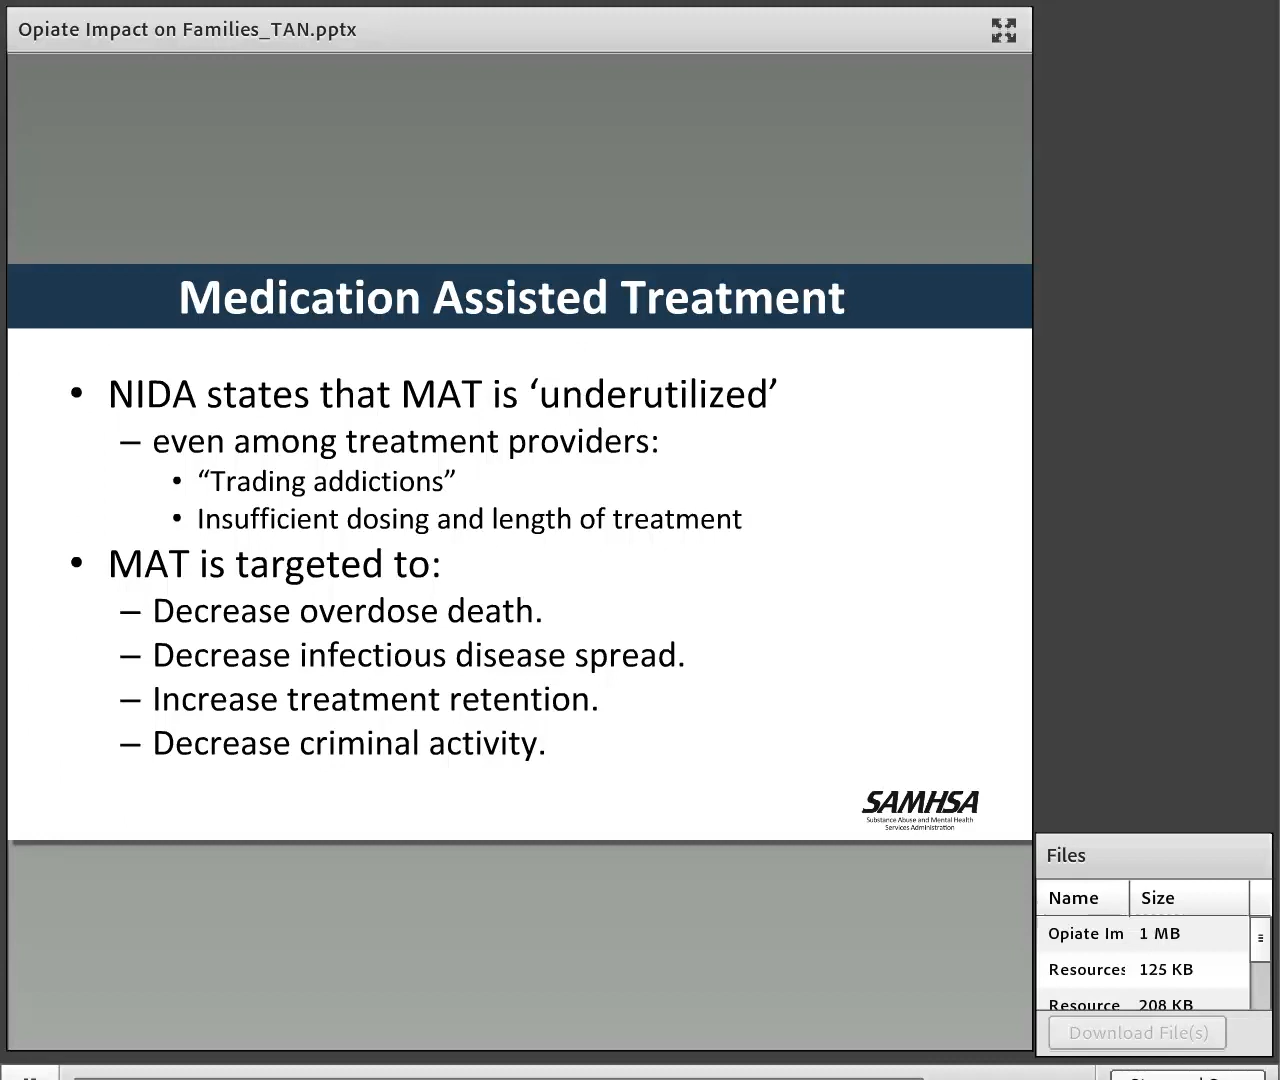 Opiate Impact on Families_TAN.pptx
Medication Assisted Treatment
• NIDA states that MAT is ‘underutilized’
– even among treatment providers:
• “Trading addictions”
• Insufficient dosing and length of treatment
• MAT is targeted to:
– Decrease overdose death.
– Decrease infectious disease spread.
– Increase treatment retention.
– Decrease criminal activity.
SAMHSA
Substance Abuse and Mental Health
Services Administration
Files
Name Size
Opiate Im 1 MB
Resources 125 KB
Resource 208 KB
Download File(s)